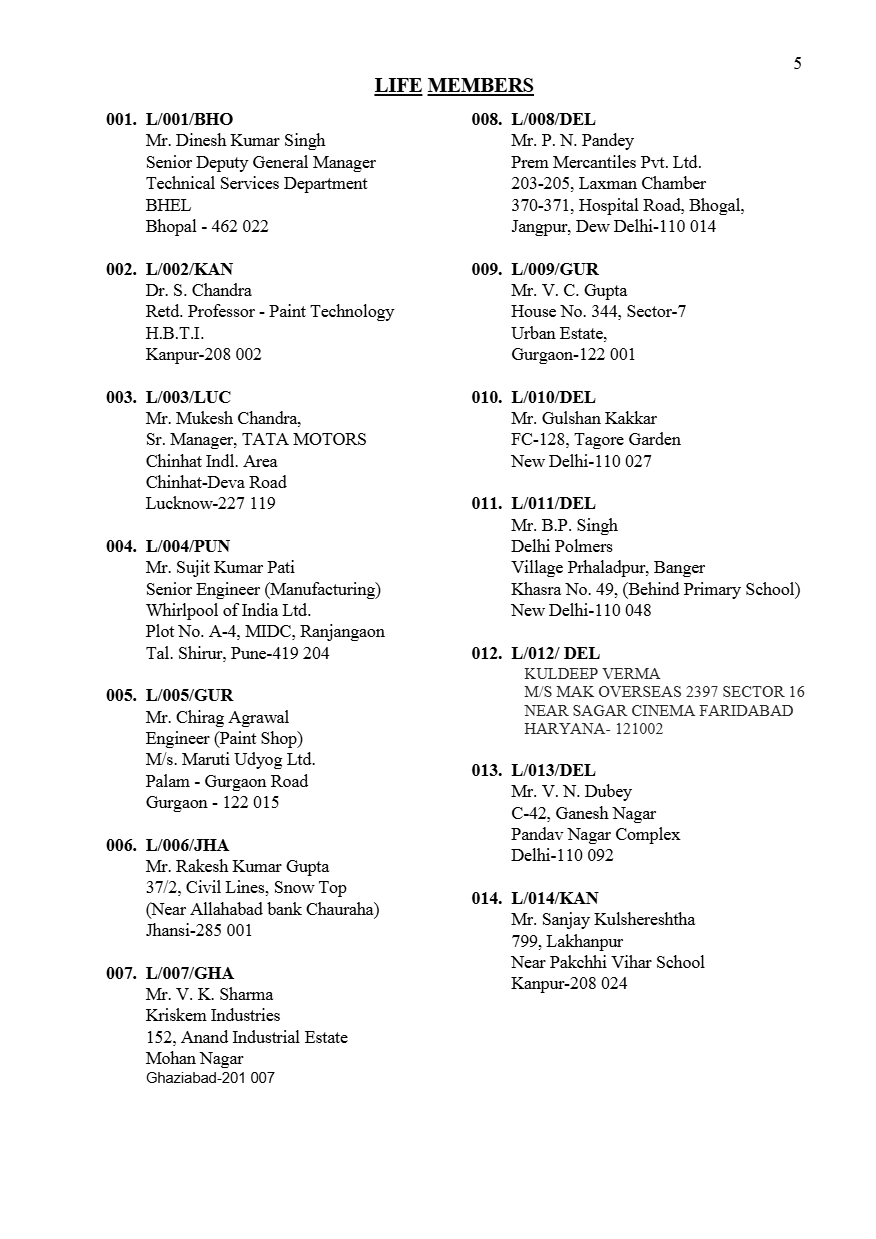 5
LIFE MEMBERS
001. L/001/BHO
Mr. Dinesh Kumar Singh
Senior Deputy General Manager
Technical Services Department
BHEL
Bhopal - 462 022
002. L/002/KAN
Dr. S. Chandra
Retd. Professor - Paint Technology
H.B.T.I.
Kanpur-208 002
003. L/003/LUC
Mr. Mukesh Chandra,
Sr. Manager, TATA MOTORS
Chinhat Indl. Area
Chinhat-Deva Road
Lucknow-227 119
004. L/004/PUN
Mr. Sujit Kumar Pati
Senior Engineer (Manufacturing)
Whirlpool of India Ltd.
Plot No. A-4, MIDC, Ranjangaon
Tal. Shirur, Pune-419 204
005. L/005/GUR
Mr. Chirag Agrawal
Engineer (Paint Shop)
M/s. Maruti Udyog Ltd.
Palam - Gurgaon Road
Gurgaon - 122 015
006. L/006/JHA
Mr. Rakesh Kumar Gupta
37/2, Civil Lines, Snow Top
(Near Allahabad bank Chauraha)
Jhansi-285 001
007. L/007/GHA
Mr. V. K. Sharma
Kriskem Industries
152, Anand Industrial Estate
Mohan Nagar
Ghaziabad-201 007
008. L/008/DEL
Mr. P. N. Pandey
Prem Mercantiles Pvt. Ltd.
203-205, Laxman Chamber
370-371, Hospital Road, Bhogal,
Jangpur, Dew Delhi-110 014
009. L/009/GUR
Mr. V. C. Gupta
House No. 344, Sector-7
Urban Estate,
Gurgaon-122 001
010. L/010/DEL
Mr. Gulshan Kakkar
FC-128, Tagore Garden
New Delhi-110 027
011. L/011/DEL
Mr. B.P. Singh
Delhi Polmers
Village Prhaladpur, Banger
Khasra No. 49, (Behind Primary School)
New Delhi-110 048
012. L/012/ DEL
KULDEEP VERMA
M/S MAK OVERSEAS 2397 SECTOR 16
NEAR SAGAR CINEMA FARIDABAD
HARYANA- 121002
013. L/013/DEL
Mr. V. N. Dubey
C-42, Ganesh Nagar
Pandav Nagar Complex
Delhi-110 092
014. L/014/KAN
Mr. Sanjay Kulshereshtha
799, Lakhanpur
Near Pakchhi Vihar School
Kanpur-208 024